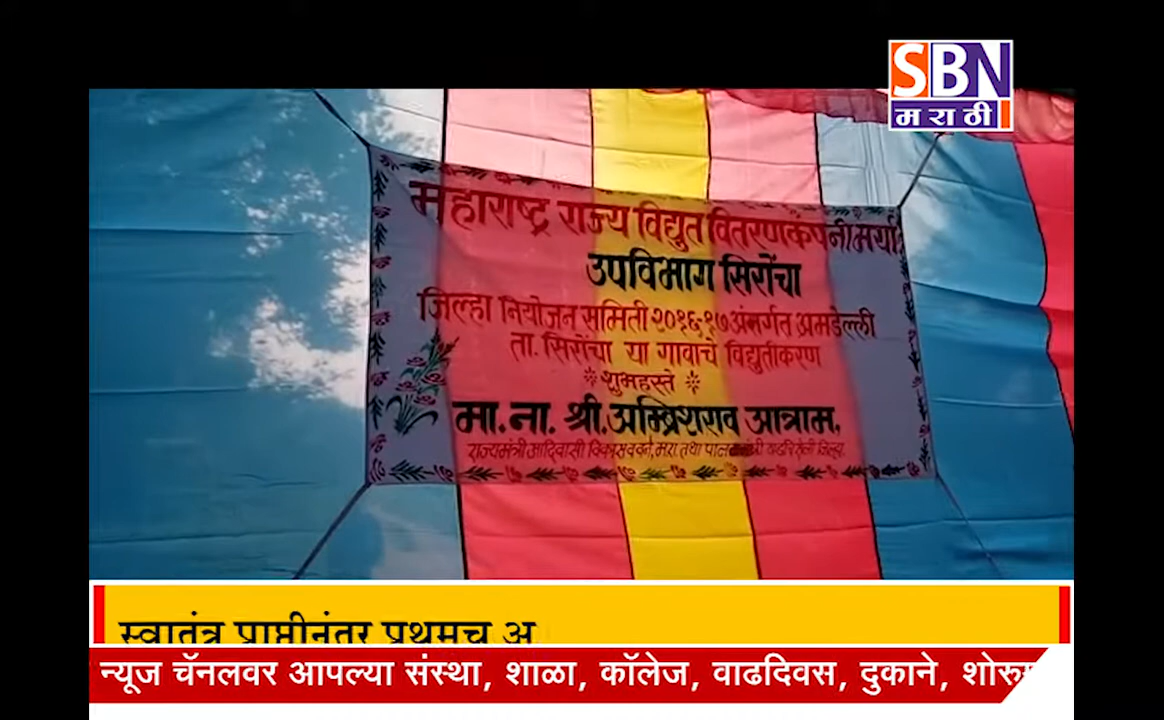 SBN
मराठी
महाराष्ट्र राज्य विद्युत वितरण कंपनी मर्या
उपविभाग सिरोंचा
जिल्हा नियोजन समिती २०१६-१७ अंतर्गत अमडेल्ली
ता. सिरोंचा या गावाचे विद्युतीकरण
शुभहस्ते
मा.ना. श्री. अम्ब्रिशराव आत्राम.
राज्यमंत्री आदिवासी विकास तथा जिल्हा
स्वातंत्र प्राप्तीनंतर प्रथमच अ
न्यूज चॅनलवर आपल्या संस्था, शाळा, कॉलेज, वाढदिवस, दुकाने, शोरु